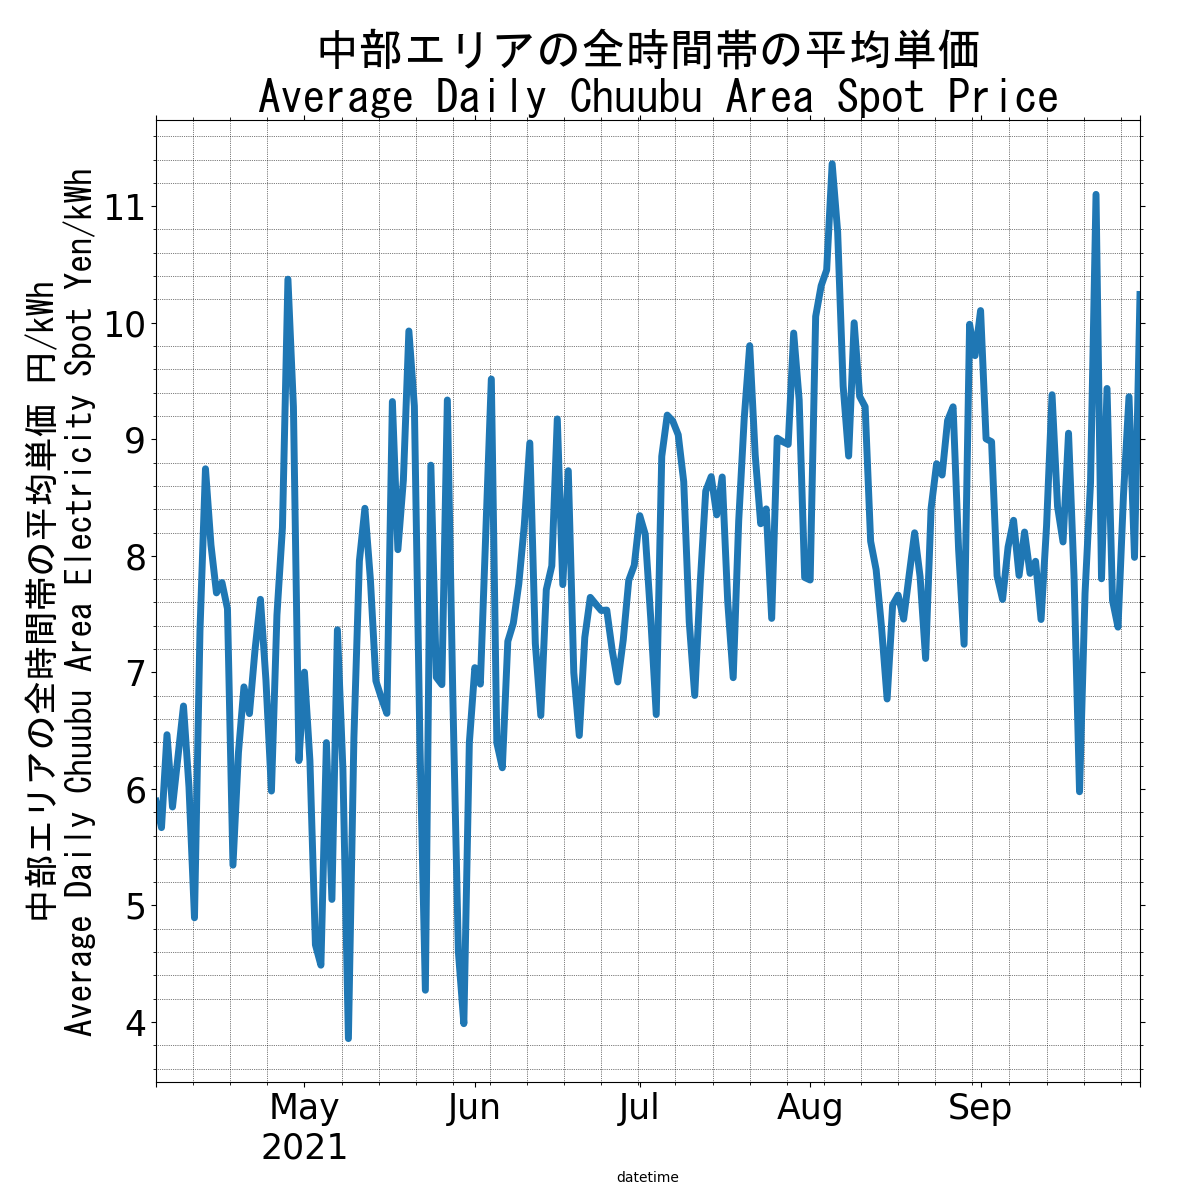 中部エリアの全時間帯の平均単価
Average Daily Chuubu Area Spot Price
中部エリアの全時間帯の平均単価 円/kWh
Average Daily Chuubu Area Electricity Spot Yen/kWh
11
10
9
8
7
6
5
4
May
2021
Jun
Jul
Aug
Sep
datetime